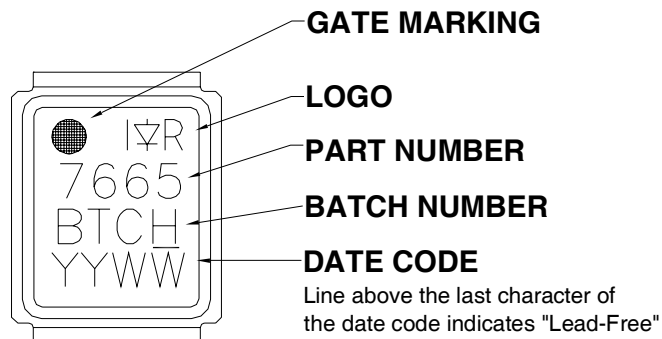 GATE MARKING
LOGO
IR
PART NUMBER
7665
BATCH NUMBER
BTCH
DATE CODE
YYWW
Line above the last character of
the date code indicates "Lead-Free"